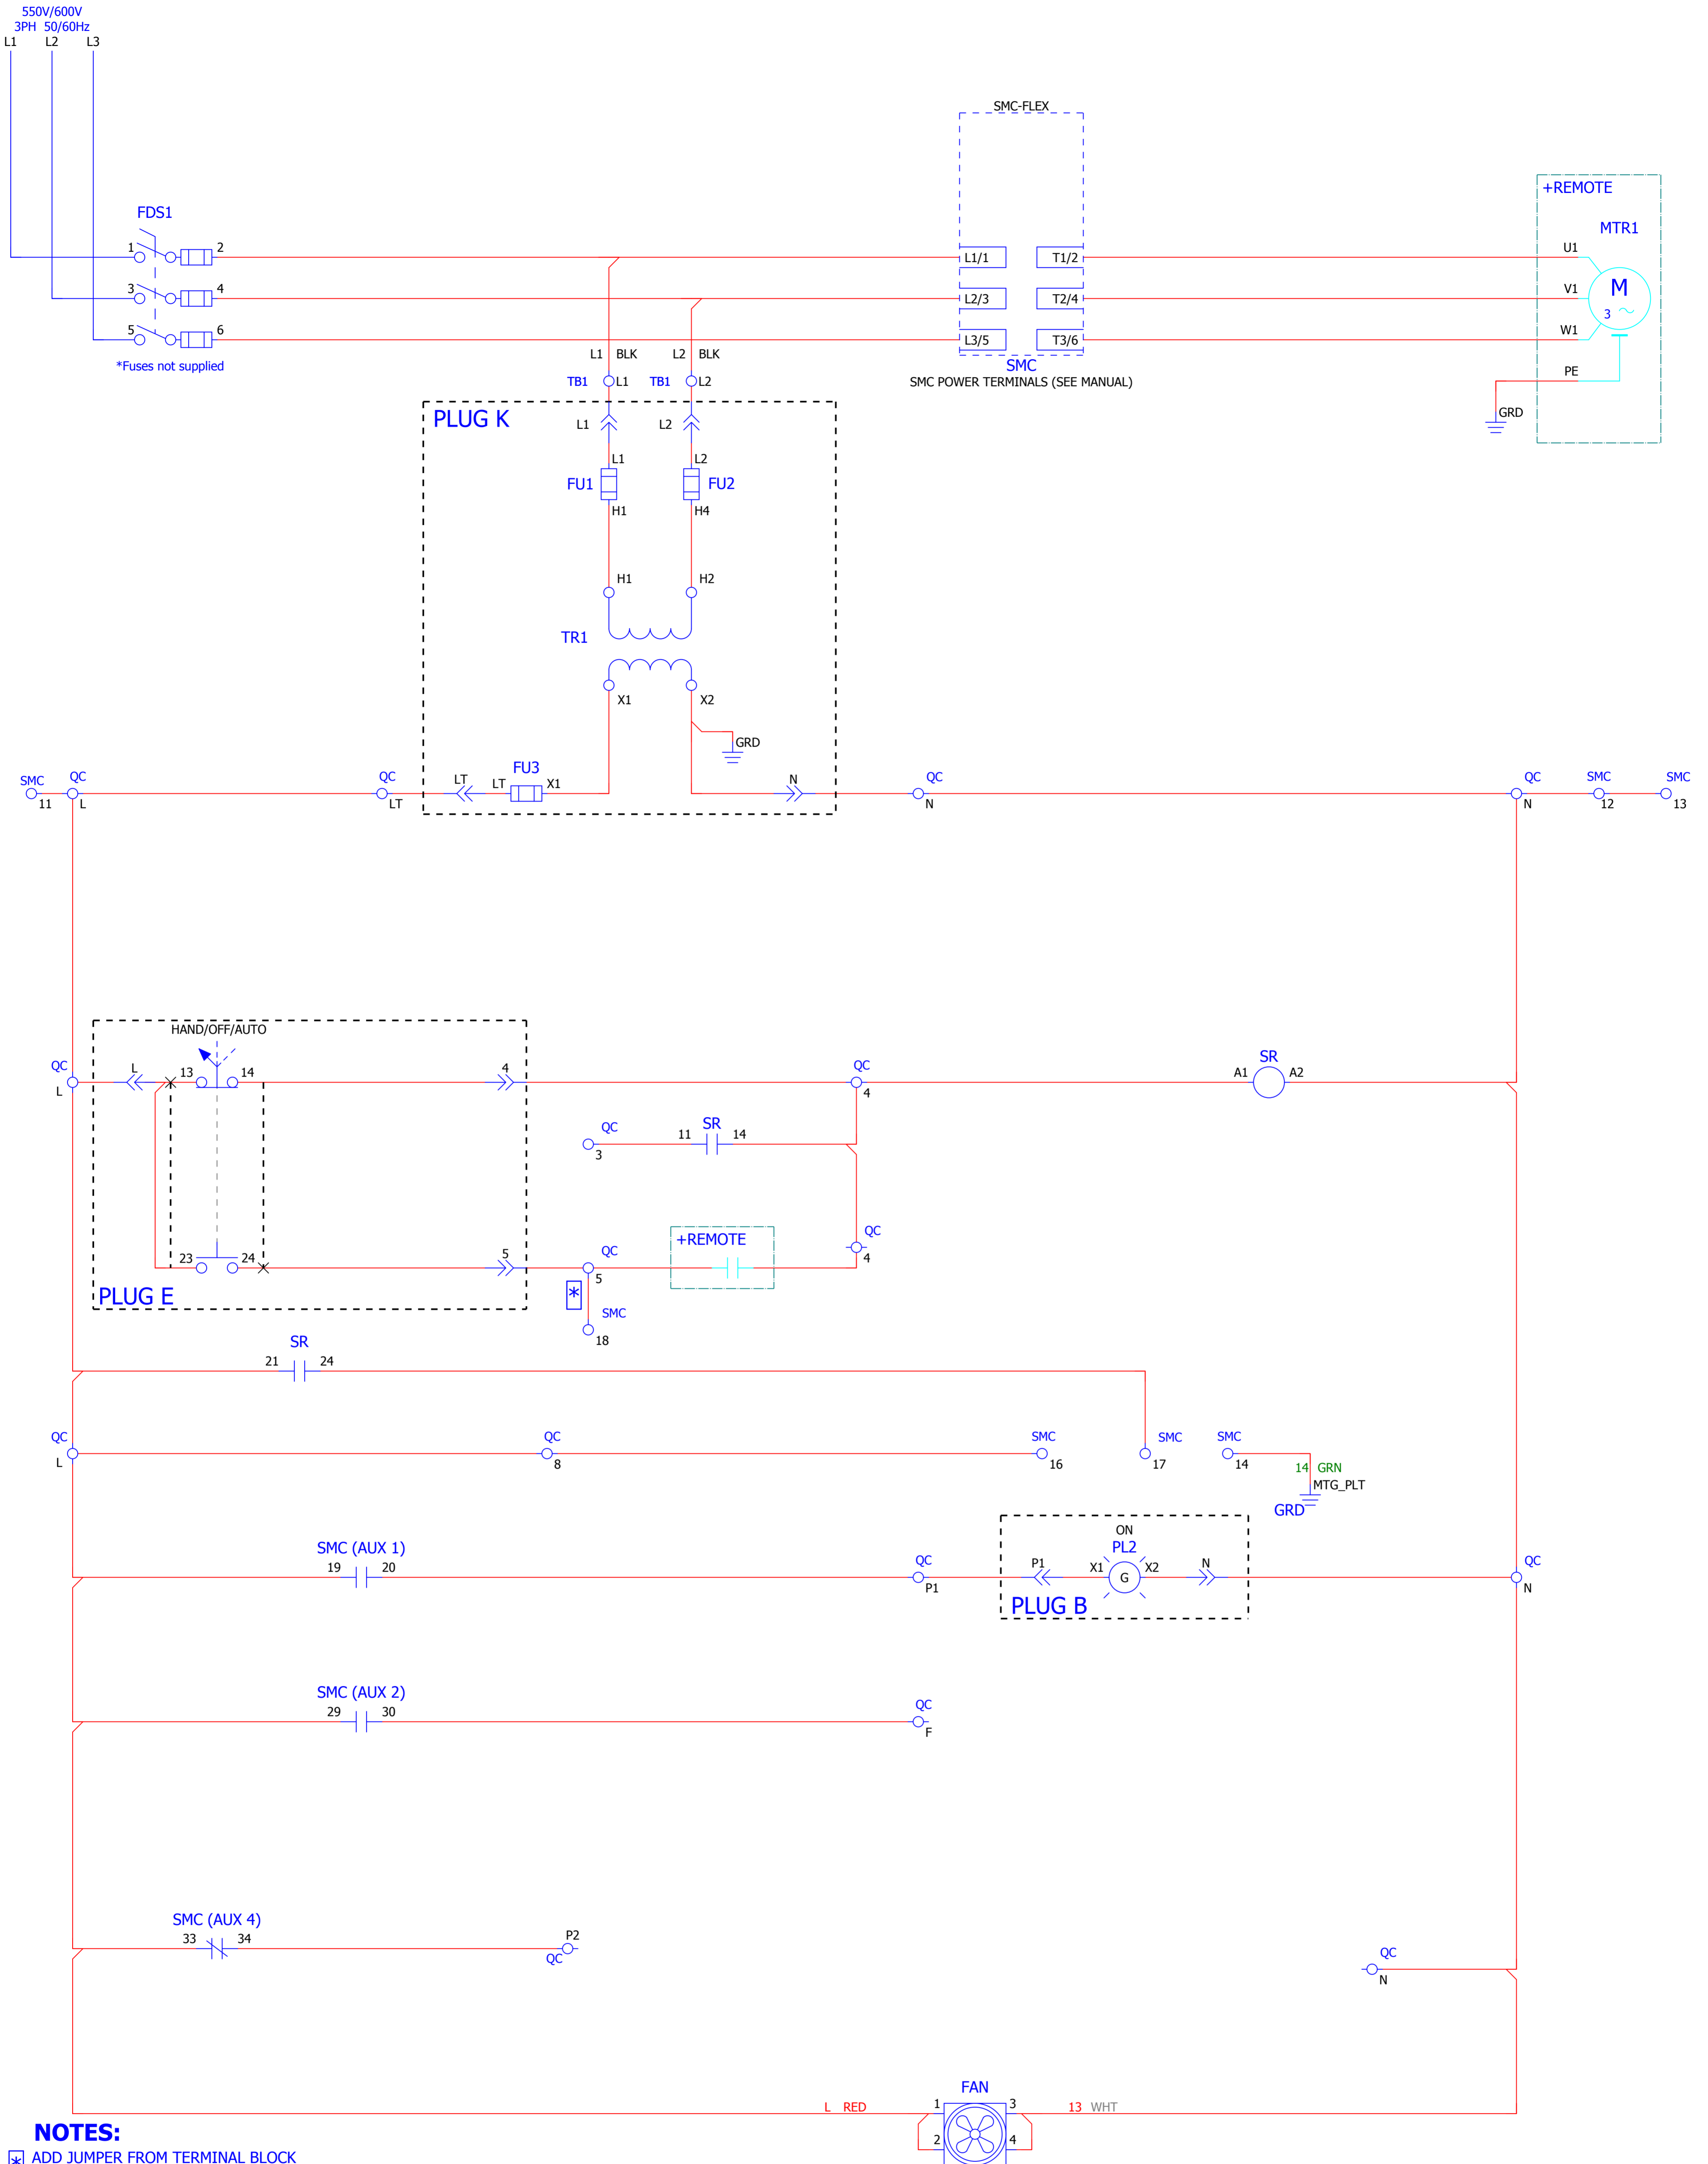 550V/600V
3PH 50/60Hz
L1 L2 L3
SMC-FLEX
+REMOTE
MTR1
FDS1
1 2 L1/1 T1/2 U1
3 4 L2/3 T2/4 V1
M
3
5 6 L3/5 T3/6 W1
*Fuses not supplied
L1 BLK L2 BLK
SMC
SMC POWER TERMINALS (SEE MANUAL)
PE
GRD
TB1 L1 TB1 L2
PLUG K
L1 L2
L1 L2
FU1 FU2
H1 H4
H1 H2
TR1
X1 X2
GRD
SMC QC QC LT LT FU3 X1 N QC QC SMC SMC
11 L LT N N 12 13
HAND/OFF/AUTO
QC L 13 14 4 QC SR
L 4 A1 A2
QC SR
3 11 14
QC
4
+REMOTE
23 24 5 QC
5
PLUG E
*
SMC
18
SR
21 24
QC QC SMC SMC SMC
L 8 16 17 14
14 GRN
MTG_PLT
GRD
ON
PL2
SMC (AUX 1)
19 20 QC P1 X1 G X2 N QC
P1 N
PLUG B
SMC (AUX 2)
29 30 QC
F
SMC (AUX 4)
33 34 P2
QC
QC
N
FAN
L RED 1 3 13 WHT
2 4
NOTES:
* ADD JUMPER FROM TERMINAL BLOCK